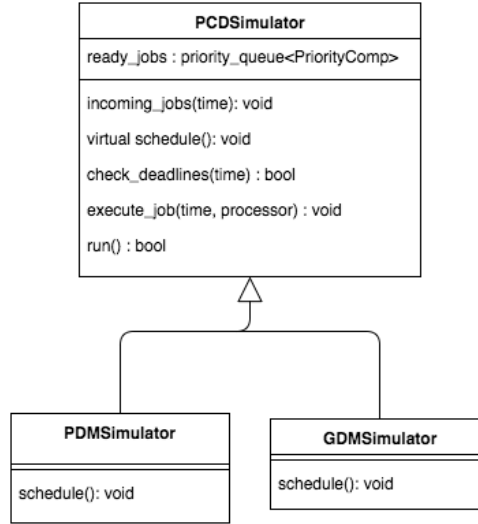 PCDSimulator
ready_jobs : priority_queue<PriorityComp>
incoming_jobs(time): void
virtual schedule(): void
check_deadlines(time) : bool
execute_job(time, processor) : void
run() : bool
PDMSimulator
schedule(): void
GDMSimulator
schedule(): void